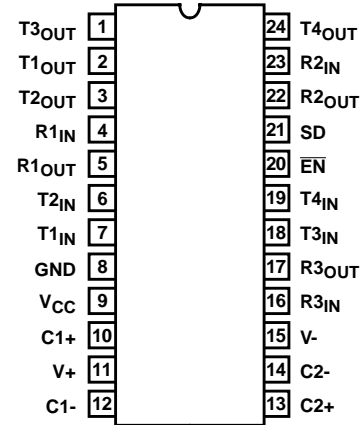 T3OUT 1 24 T4OUT
T1OUT 2 23 R2IN
T2OUT 3 22 R2OUT
R1IN 4 21 SD
R1OUT 5 20 EN
T2IN 6 19 T4IN
T1IN 7 18 T3IN
GND 8 17 R3OUT
VCC 9 16 R3IN
C1+ 10 15 V-
V+ 11 14 C2-
C1- 12 13 C2+